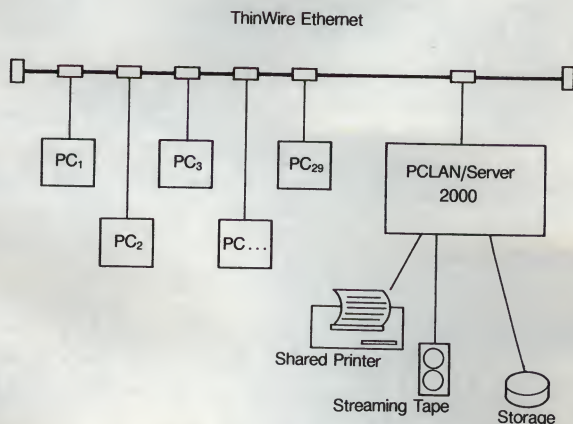 ThinWire Ethernet
PC₁
PC₃
PC₂₉
PCLAN/Server
2000
PC₂
PC...
Shared Printer
Streaming Tape
Storage